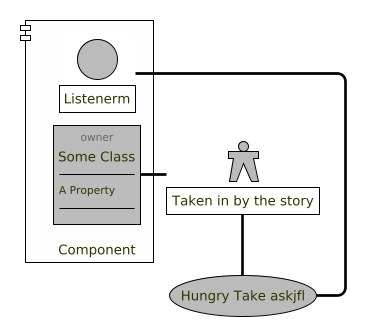 Listenerm
owner
Some Class
A Property
Component
Taken in by the story
Hungry Take askjfl